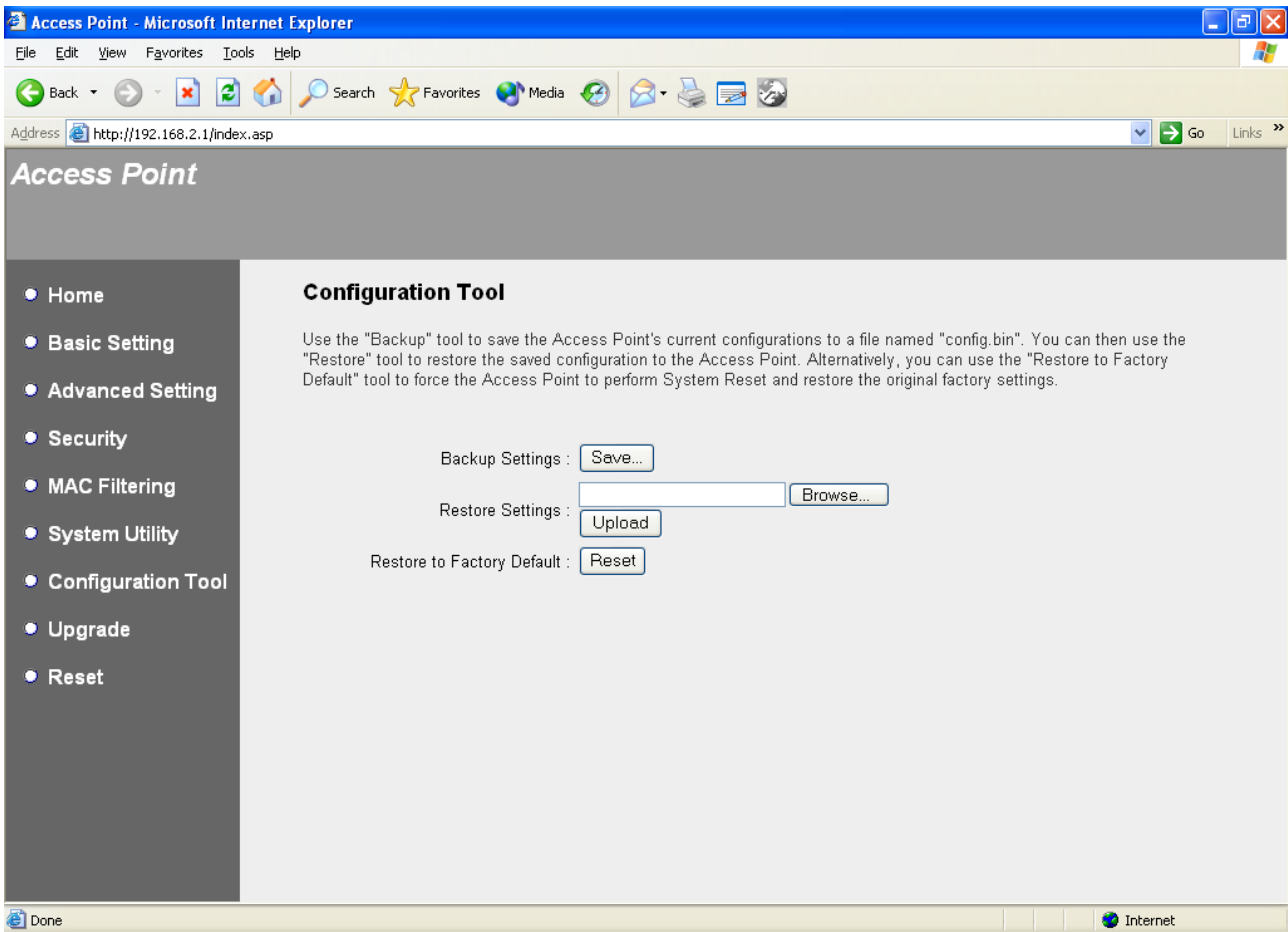 Access Point - Microsoft Internet Explorer
File Edit View Favorites Tools Help
Back Search Favorites Media
Address http://192.168.2.1/index.asp Go Links »
Access Point
Home
Basic Setting
Advanced Setting
Security
MAC Filtering
System Utility
Configuration Tool
Upgrade
Reset
Configuration Tool
Use the "Backup" tool to save the Access Point's current configurations to a file named "config.bin". You can then use the
"Restore" tool to restore the saved configuration to the Access Point. Alternatively, you can use the "Restore to Factory
Default" tool to force the Access Point to perform System Reset and restore the original factory settings.
Backup Settings : Save...
Restore Settings : Browse...
Upload
Restore to Factory Default : Reset
Done Internet